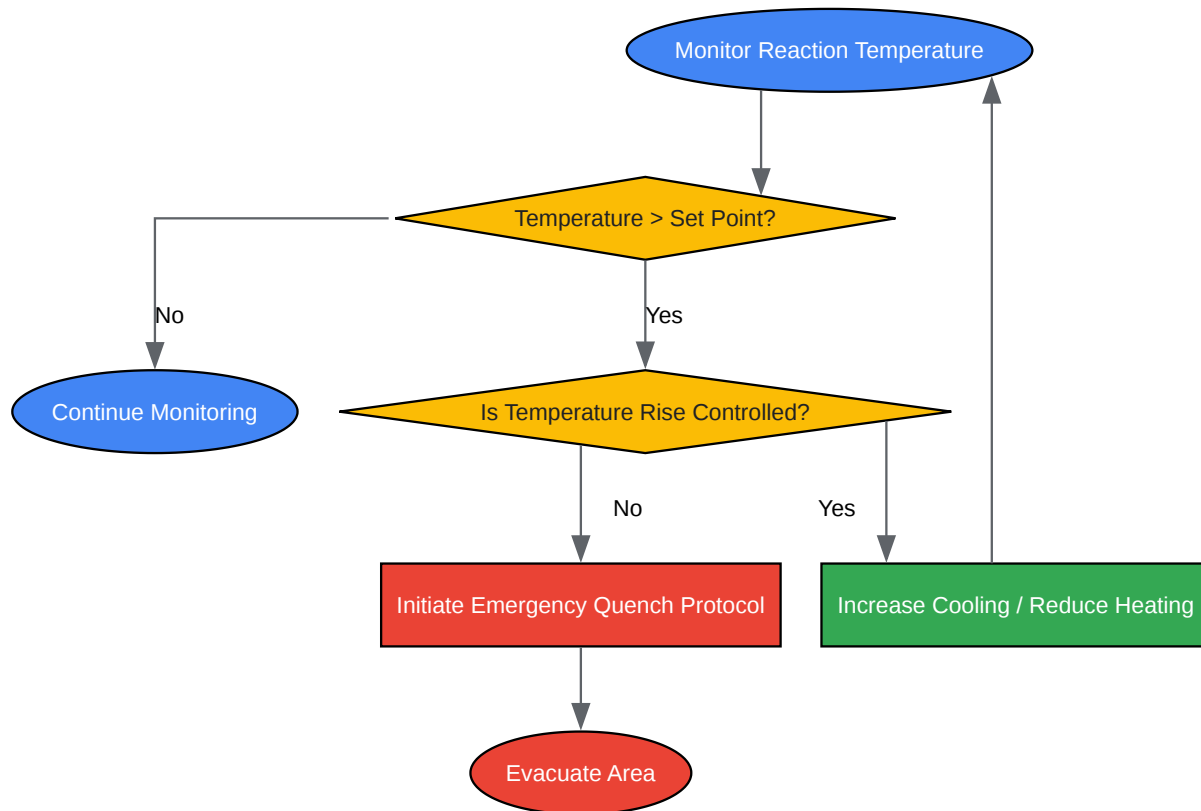 Monitor Reaction Temperature
Temperature > Set Point?
No
Yes
Continue Monitoring
Is Temperature Rise Controlled?
No
Yes
Initiate Emergency Quench Protocol
Increase Cooling / Reduce Heating
Evacuate Area